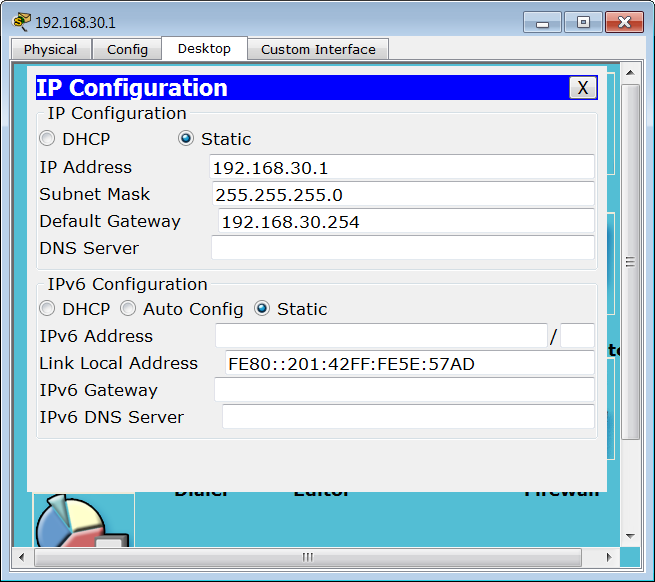 192.168.30.1
Physical Config Desktop Custom Interface
IP Configuration X
IP Configuration
DHCP Static
IP Address 192.168.30.1
Subnet Mask 255.255.255.0
Default Gateway 192.168.30.254
DNS Server
IPv6 Configuration
DHCP Auto Config Static
IPv6 Address /
Link Local Address FE80::201:42FF:FE5E:57AD
IPv6 Gateway
IPv6 DNS Server
Dialer Editor Firewall